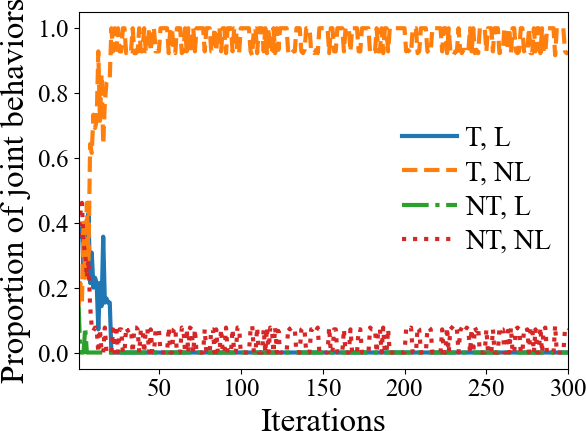 Proportion of joint behaviors
1.0
0.8
0.6
0.4
0.2
0.0
T, L
T, NL
NT, L
NT, NL
50
100
150
200
250
300
Iterations